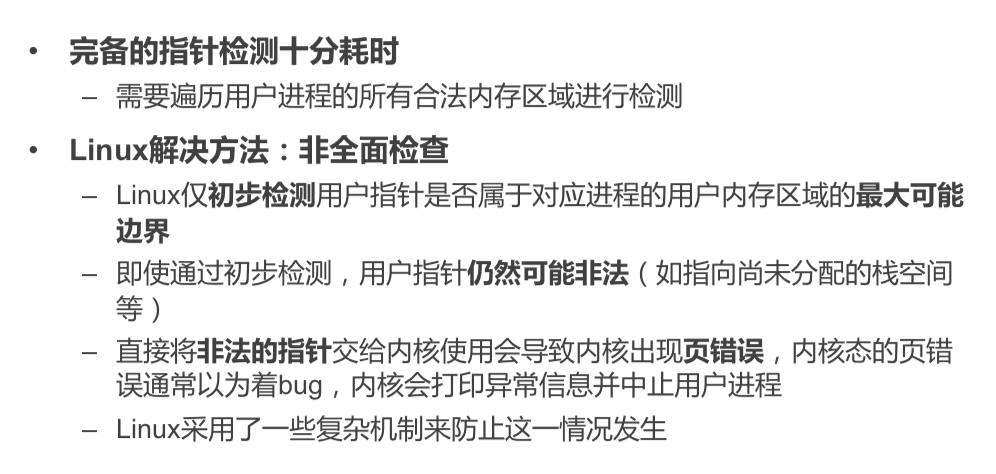 • 完备的指针检测十分耗时
– 需要遍历用户进程的所有合法内存区域进行检测
• Linux解决方法：非全面检查
– Linux仅初步检测用户指针是否属于对应进程的用户内存区域的最大可能
边界
– 即使通过初步检测，用户指针仍然可能非法（如指向尚未分配的栈空间
等）
– 直接将非法的指针交给内核使用会导致内核出现页错误，内核态的页错
误通常以为着bug，内核会打印异常信息并中止用户进程
– Linux采用了一些复杂机制来防止这一情况发生